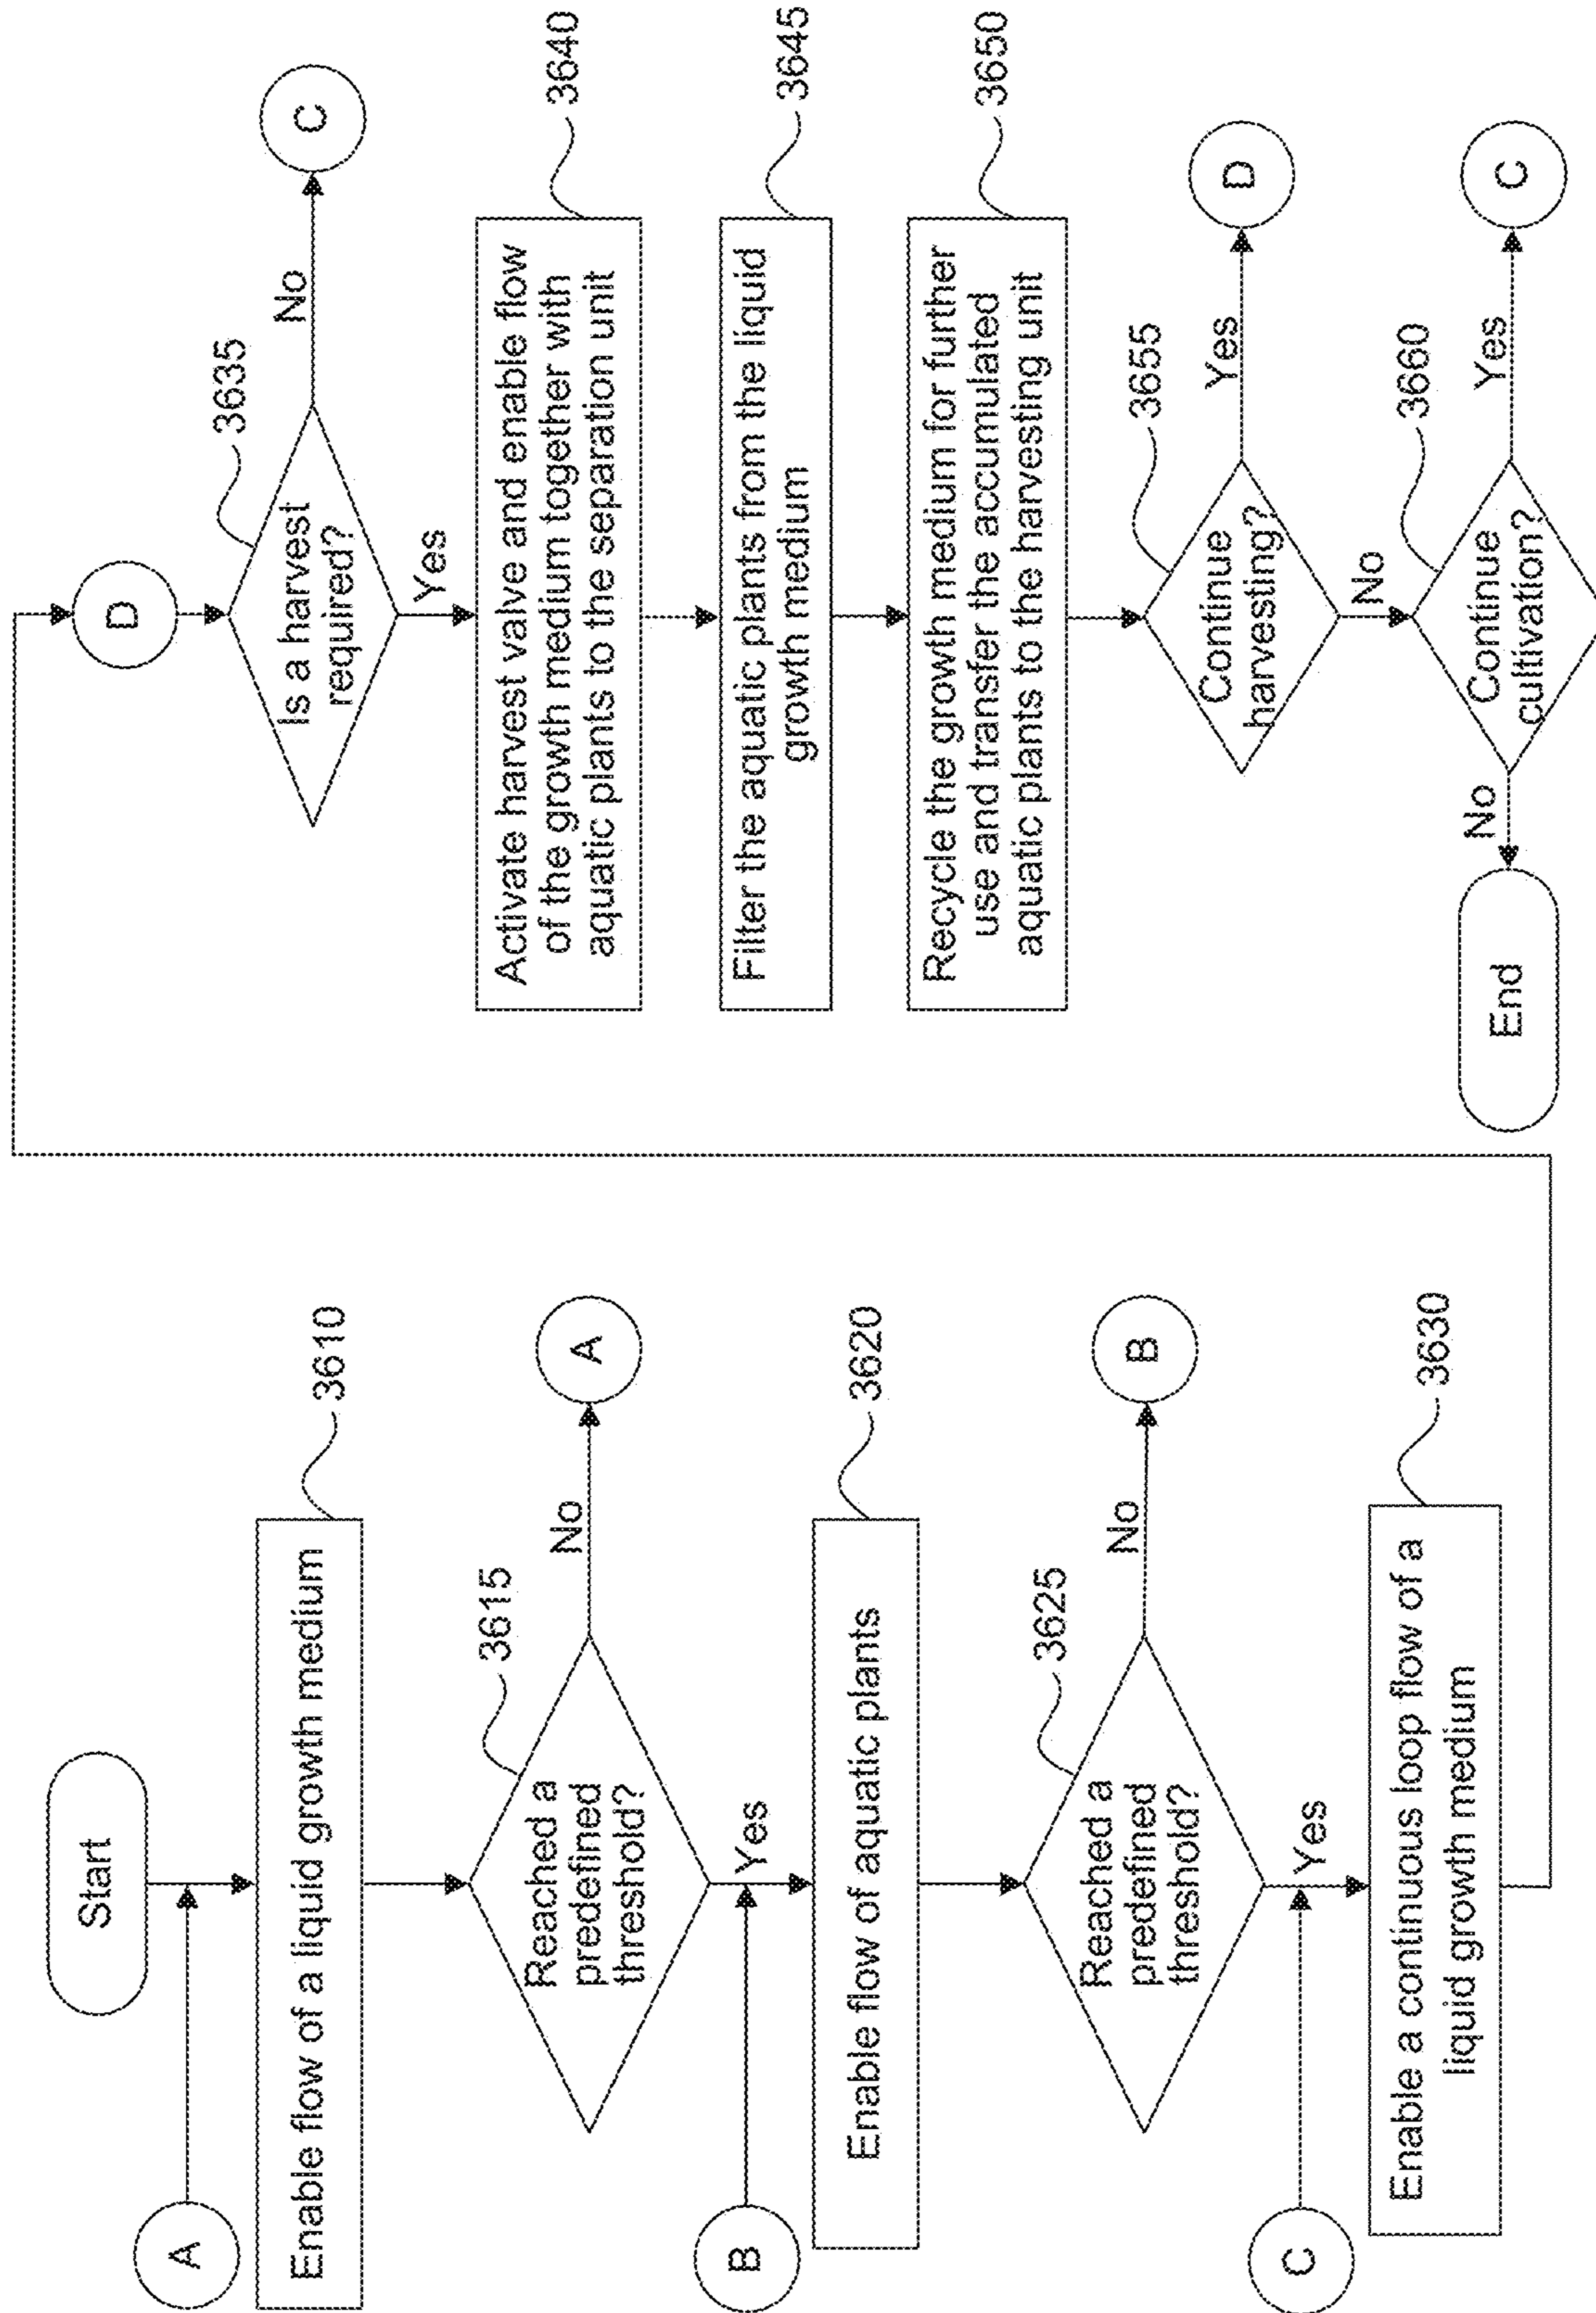 Start
A
Enable flow of a liquid growth medium
3610
Reached a
predefined
threshold?
3615
No
A
Yes
B
Enable flow of aquatic plants
3620
Reached a
predefined
threshold?
3625
No
B
Yes
C
Enable a continuous loop flow of a
liquid growth medium
3630
D
Is a harvest
required?
3635
No
C
Yes
Activate harvest valve and enable flow
of the growth medium together with
aquatic plants to the separation unit
3640
Filter the aquatic plants from the liquid
growth medium
3645
Recycle the growth medium for further
use and transfer the accumulated
aquatic plants to the harvesting unit
3650
Continue
harvesting?
3655
Yes
D
No
Continue
cultivation?
3660
Yes
C
No
End